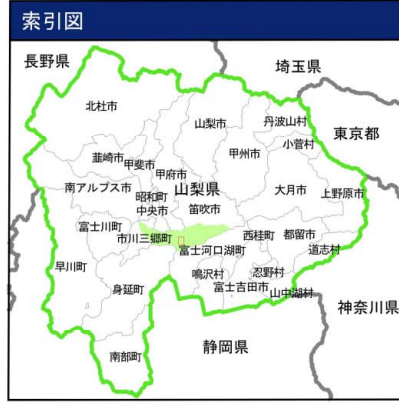 索引図
長野県
埼玉県
北杜市
山梨市
丹波山村
東京都
小菅村
韮崎市
甲斐市
甲州市
甲府市
南アルプス市
山梨県
大月市
上野原市
昭和町
中央市
笛吹市
富士川町
市川三郷町
西桂町
都留市
富士河口湖町
道志村
早川町
鳴沢村
忍野村
身延町
富士吉田市
山中湖村
神奈川県
静岡県
南部町